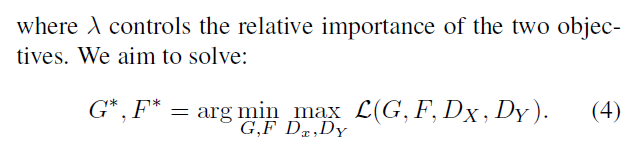 where λ controls the relative importance of the two objec-
tives. We aim to solve:
G*, F* = arg min max L(G, F, D_X, D_Y). (4)
G,F D_x,D_Y